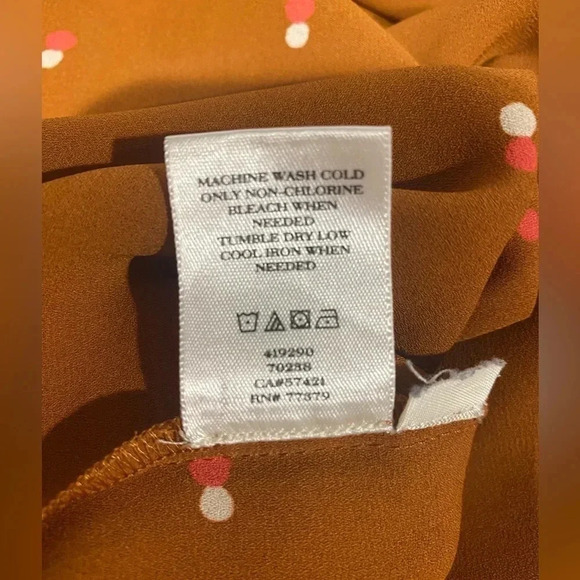 MACHINE WASH COLD
ONLY NON-CHLORINE
BLEACH WHEN
NEEDED
TUMBLE DRY LOW
COOL IRON WHEN
NEEDED
419290
70238
CA#57421
RN# 77379